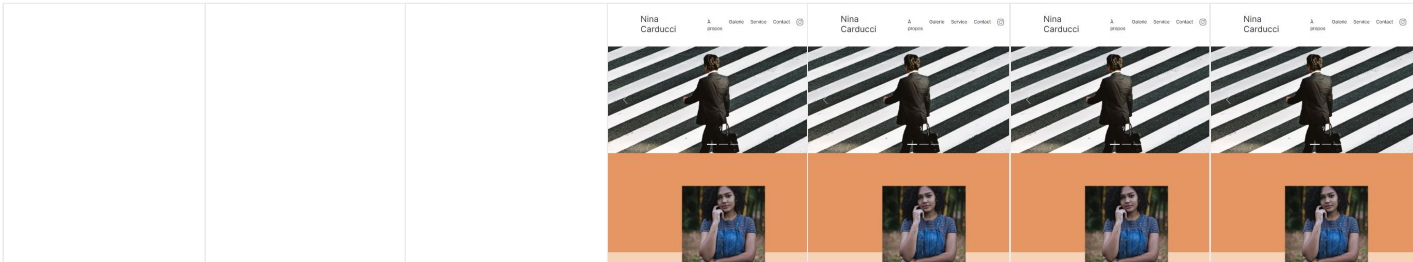 Nina
Carducci
À
propos
Galerie
Service
Contact
Nina
Carducci
À
propos
Galerie
Service
Contact
Nina
Carducci
À
propos
Galerie
Service
Contact
Nina
Carducci
À
propos
Galerie
Service
Contact